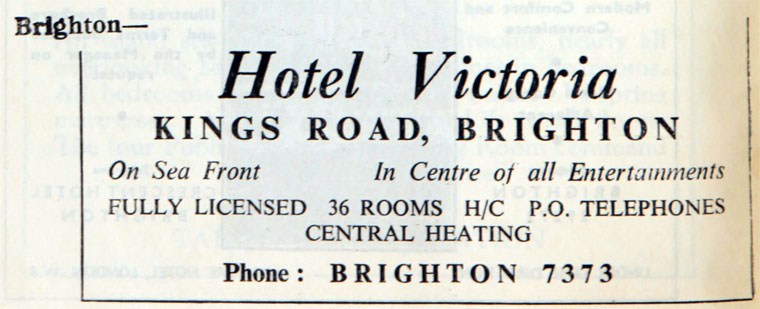 Brighton—
Hotel Victoria
KINGS ROAD, BRIGHTON
On Sea Front In Centre of all Entertainments
FULLY LICENSED 36 ROOMS H/C P.O. TELEPHONES
CENTRAL HEATING
Phone : BRIGHTON 7373